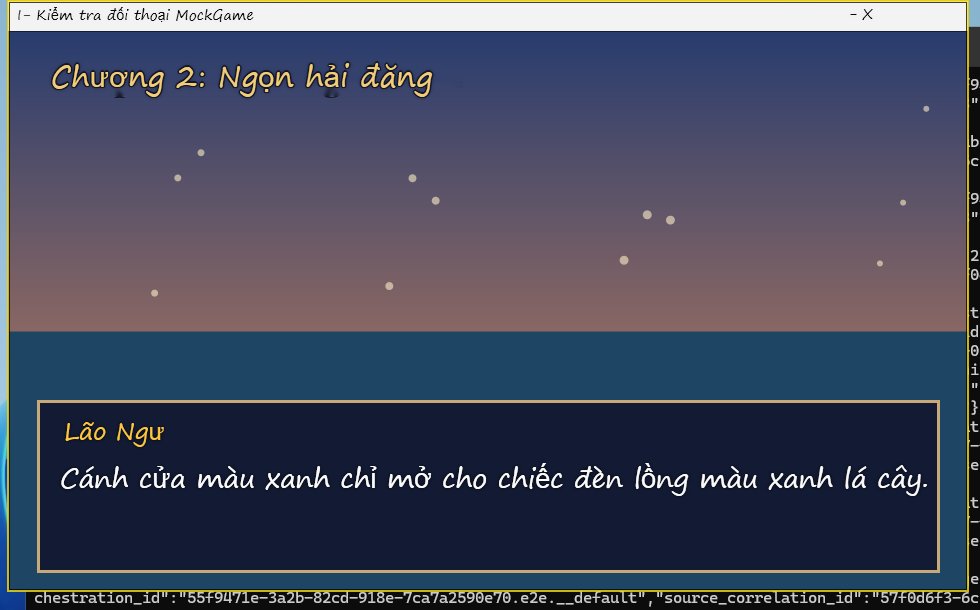 I- Kiểm tra đối thoại MockGame
- X
Chương 2: Ngọn hải đăng
Lão Ngư
Cánh cửa màu xanh chỉ mở cho chiếc đèn lồng màu xanh lá cây.
chestration_id":"55f9471e-3a2b-82cd-918e-7ca7a2590e70.e2e.__default","source_correlation_id":"57f0d6f3-6